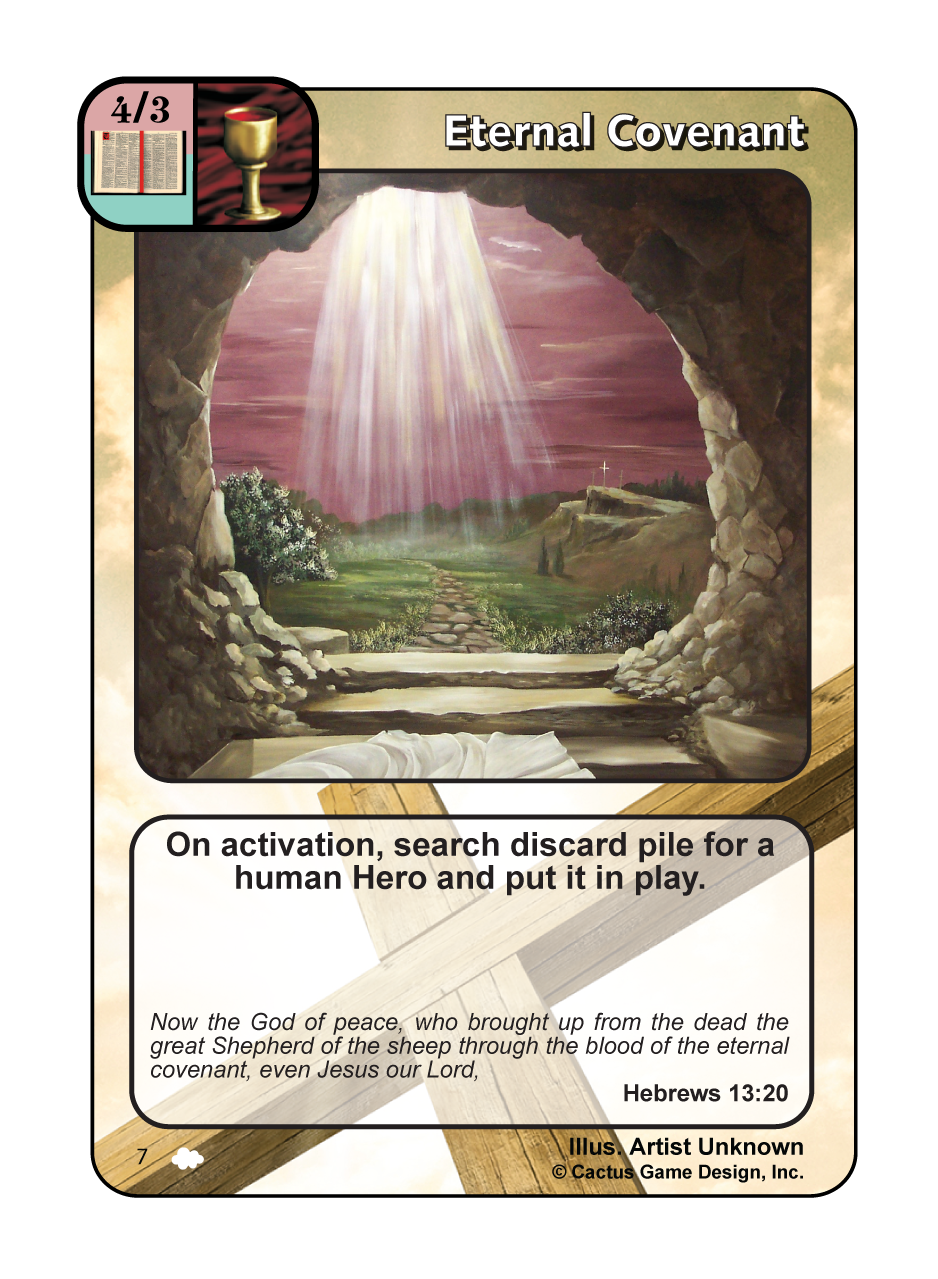 4/3
Eternal Covenant
On activation, search discard pile for a
human Hero and put it in play.
Now the God of peace, who brought up from the dead the
great Shepherd of the sheep through the blood of the eternal
covenant, even Jesus our Lord,
Hebrews 13:20
7
Illus. Artist Unknown
© Cactus Game Design, Inc.